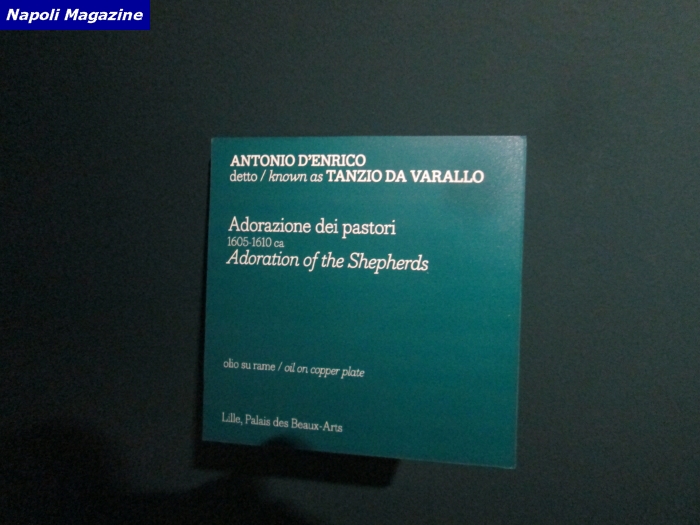 Napoli Magazine
ANTONIO D'ENRICO
detto / known as TANZIO DA VARALLO
Adorazione dei pastori
1605-1610 ca
Adoration of the Shepherds
olio su rame / oil on copper plate
Lille, Palais des Beaux-Arts